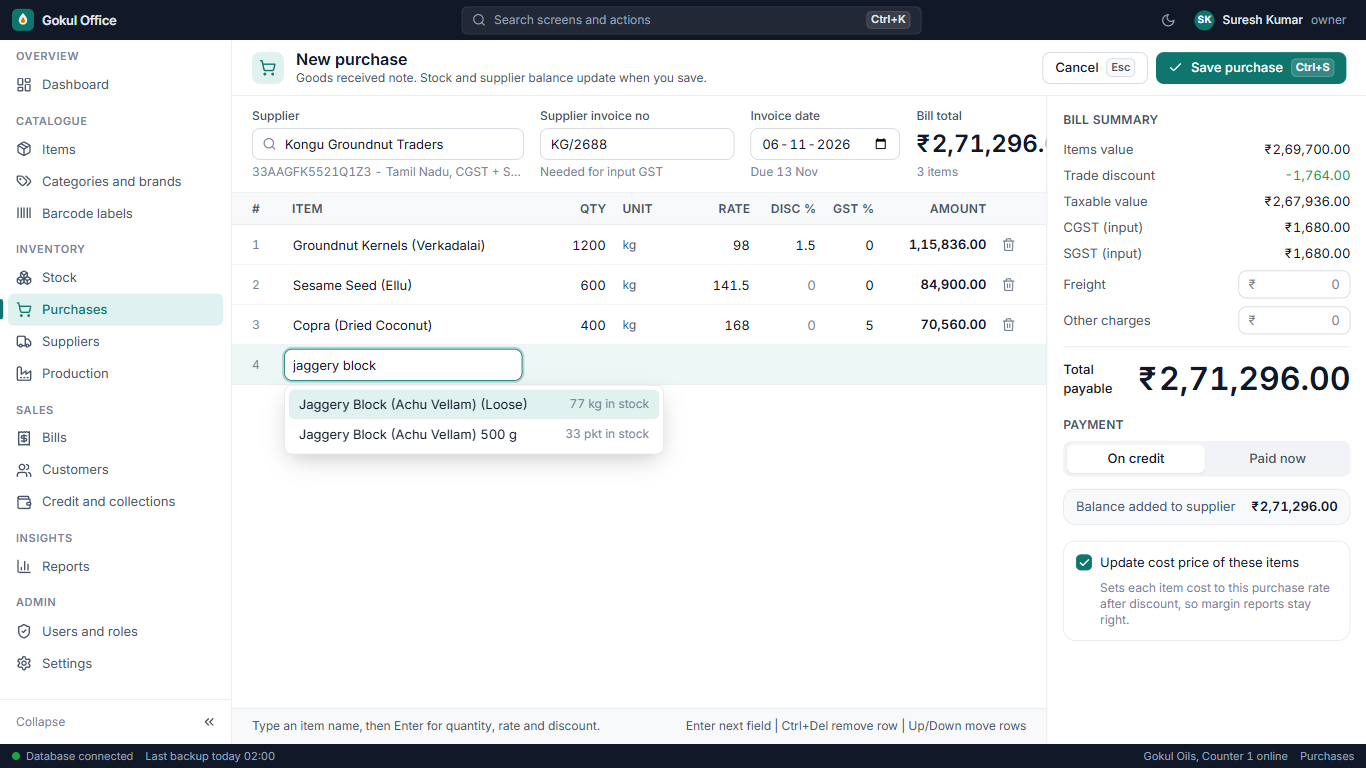 Gokul Office
Search screens and actions Ctrl+K
SK Suresh Kumar owner
OVERVIEW
Dashboard
CATALOGUE
Items
Categories and brands
Barcode labels
INVENTORY
Stock
Purchases
Suppliers
Production
SALES
Bills
Customers
Credit and collections
INSIGHTS
Reports
ADMIN
Users and roles
Settings
Collapse
New purchase
Goods received note. Stock and supplier balance update when you save.
Cancel Esc
Save purchase Ctrl+S
Supplier
Kongu Groundnut Traders
33AAGFK5521Q1Z3 - Tamil Nadu, CGST + S...
Supplier invoice no
KG/2688
Needed for input GST
Invoice date
06-11-2026
Due 13 Nov
Bill total
₹2,71,296.
3 items
# ITEM QTY UNIT RATE DISC % GST % AMOUNT
1 Groundnut Kernels (Verkadalai) 1200 kg 98 1.5 0 1,15,836.00
2 Sesame Seed (Ellu) 600 kg 141.5 0 0 84,900.00
3 Copra (Dried Coconut) 400 kg 168 0 5 70,560.00
4 jaggery block
Jaggery Block (Achu Vellam) (Loose) 77 kg in stock
Jaggery Block (Achu Vellam) 500 g 33 pkt in stock
Type an item name, then Enter for quantity, rate and discount.
Enter next field | Ctrl+Del remove row | Up/Down move rows
BILL SUMMARY
Items value ₹2,69,700.00
Trade discount -1,764.00
Taxable value ₹2,67,936.00
CGST (input) ₹1,680.00
SGST (input) ₹1,680.00
Freight ₹ 0
Other charges ₹ 0
Total payable ₹2,71,296.00
PAYMENT
On credit Paid now
Balance added to supplier ₹2,71,296.00
Update cost price of these items
Sets each item cost to this purchase rate
after discount, so margin reports stay
right.
Database connected Last backup today 02:00
Gokul Oils, Counter 1 online Purchases